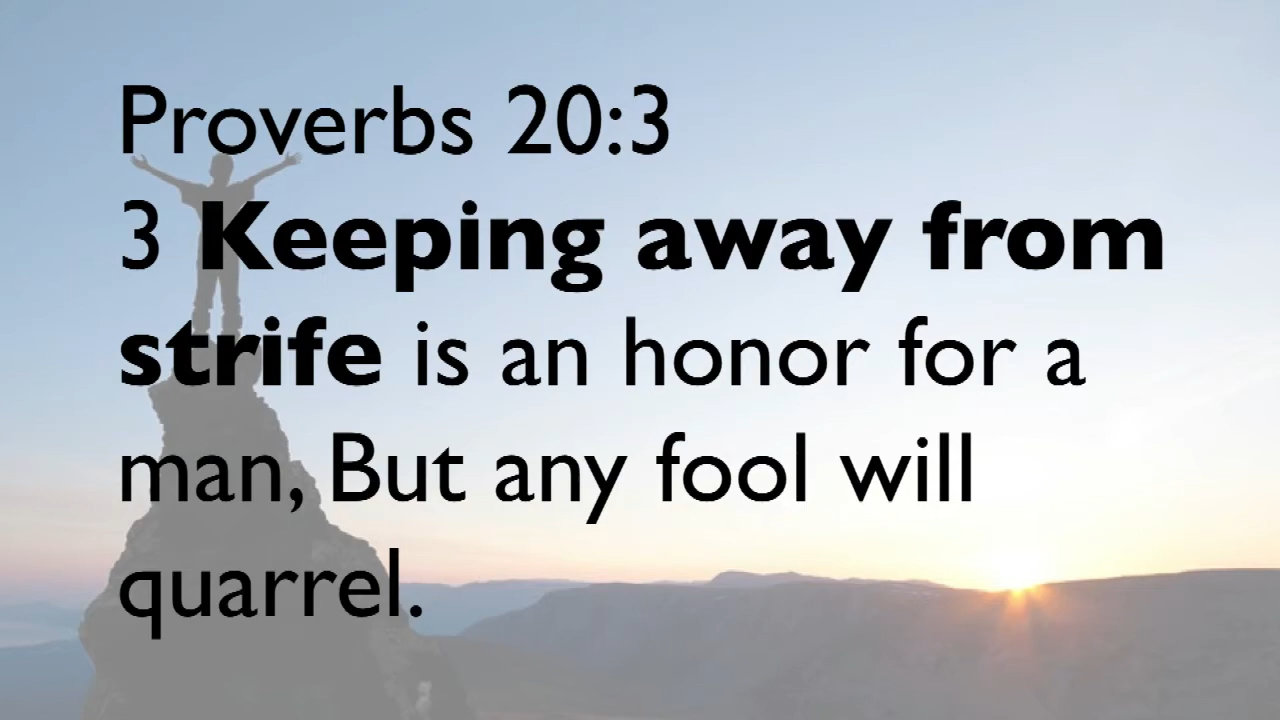 Proverbs 20:3
3 Keeping away from
strife is an honor for a
man, But any fool will
quarrel.